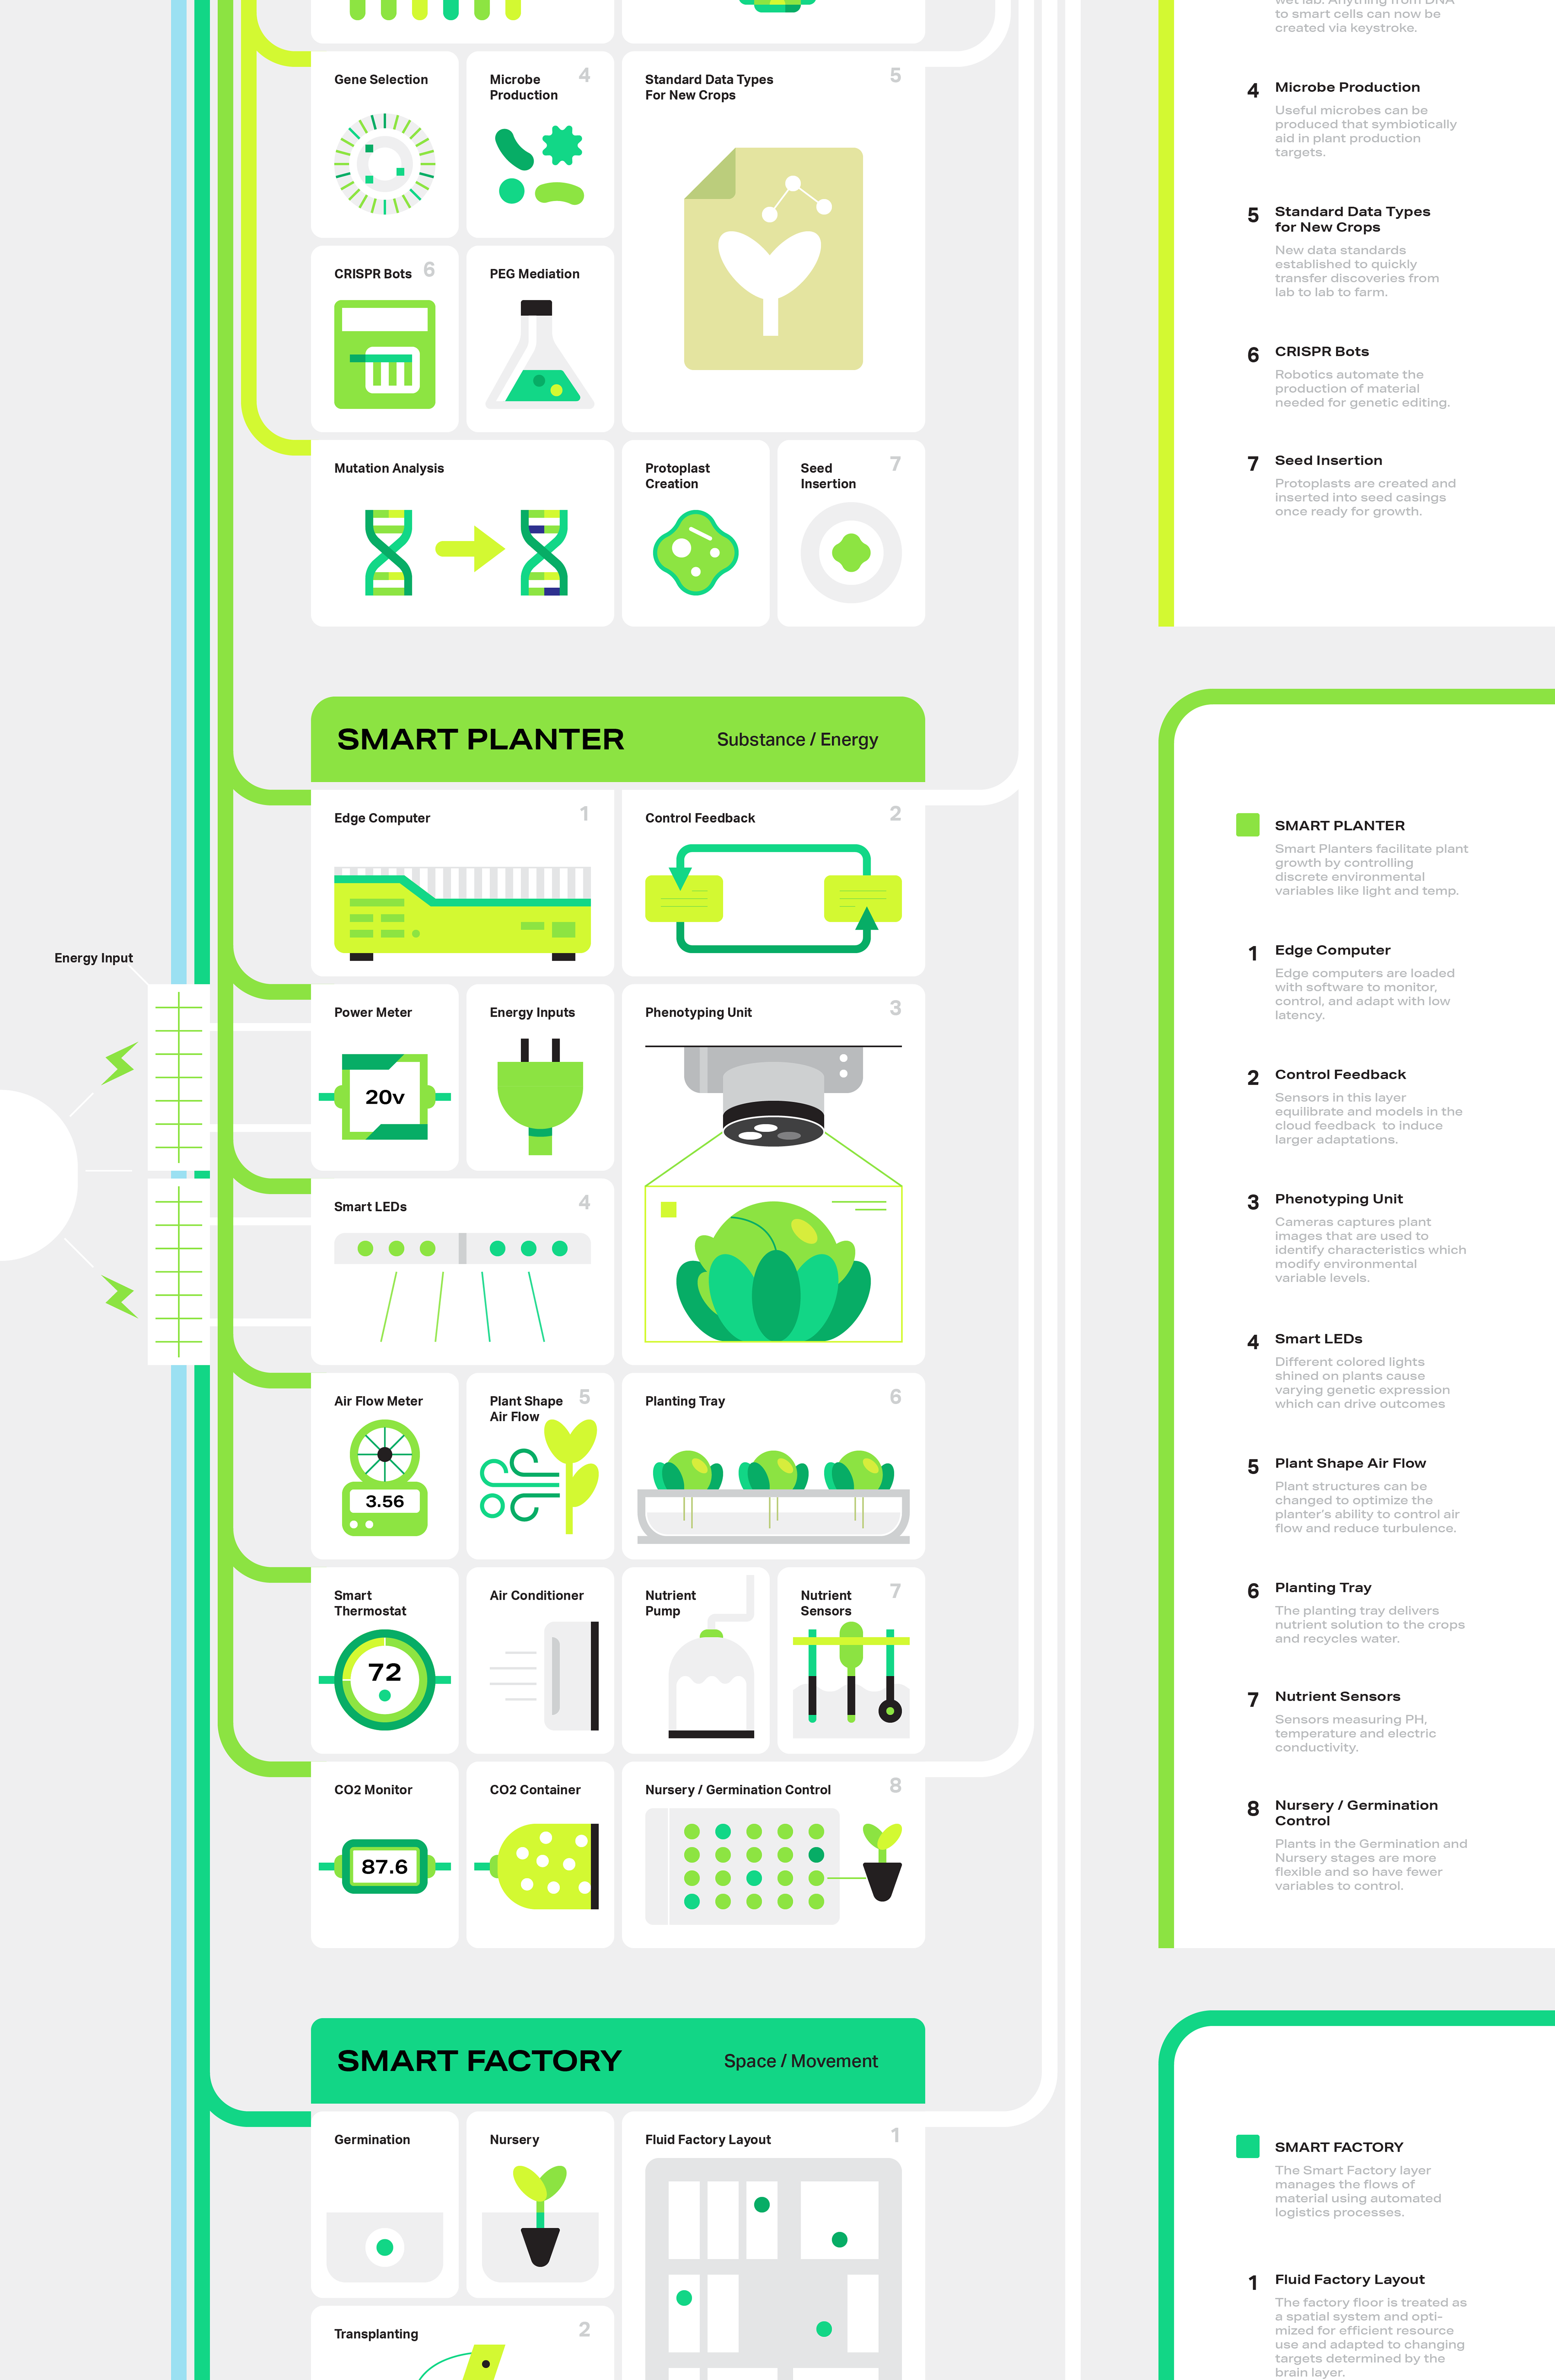 Gene Selection
Microbe
Production
4
Standard Data Types
For New Crops
5
CRISPR Bots
6
PEG Mediation
Mutation Analysis
Protoplast
Creation
Seed
Insertion
7
SMART PLANTER
Substance / Energy
Edge Computer
1
Control Feedback
2
Energy Input
Power Meter
20v
Energy Inputs
Phenotyping Unit
3
Smart LEDs
4
Air Flow Meter
3.56
Plant Shape
Air Flow
5
Planting Tray
6
Smart
Thermostat
72
Air Conditioner
Nutrient
Pump
Nutrient
Sensors
7
CO2 Monitor
87.6
CO2 Container
Nursery / Germination Control
8
SMART FACTORY
Space / Movement
Germination
Nursery
Fluid Factory Layout
1
Transplanting
2
to smart cells can now be
created via keystroke.
4
Microbe Production
Useful microbes can be
produced that symbiotically
aid in plant production
targets.
5
Standard Data Types
for New Crops
New data standards
established to quickly
transfer discoveries from
lab to lab to farm.
6
CRISPR Bots
Robotics automate the
production of material
needed for genetic editing.
7
Seed Insertion
Protoplasts are created and
inserted into seed casings
once ready for growth.
SMART PLANTER
Smart Planters facilitate plant
growth by controlling
discrete environmental
variables like light and temp.
1
Edge Computer
Edge computers are loaded
with software to monitor,
control, and adapt with low
latency.
2
Control Feedback
Sensors in this layer
equilibrate and models in the
cloud feedback  to induce
larger adaptations.
3
Phenotyping Unit
Cameras captures plant
images that are used to
identify characteristics which
modify environmental
variable levels.
4
Smart LEDs
Different colored lights
shined on plants cause
varying genetic expression
which can drive outcomes
5
Plant Shape Air Flow
Plant structures can be
changed to optimize the
planter's ability to control air
flow and reduce turbulence.
6
Planting Tray
The planting tray delivers
nutrient solution to the crops
and recycles water.
7
Nutrient Sensors
Sensors measuring PH,
temperature and electric
conductivity.
8
Nursery / Germination
Control
Plants in the Germination and
Nursery stages are more
flexible and so have fewer
variables to control.
SMART FACTORY
The Smart Factory layer
manages the flows of
material using automated
logistics processes.
1
Fluid Factory Layout
The factory floor is treated as
a spatial system and opti-
mized for efficient resource
use and adapted to changing
targets determined by the
brain layer.